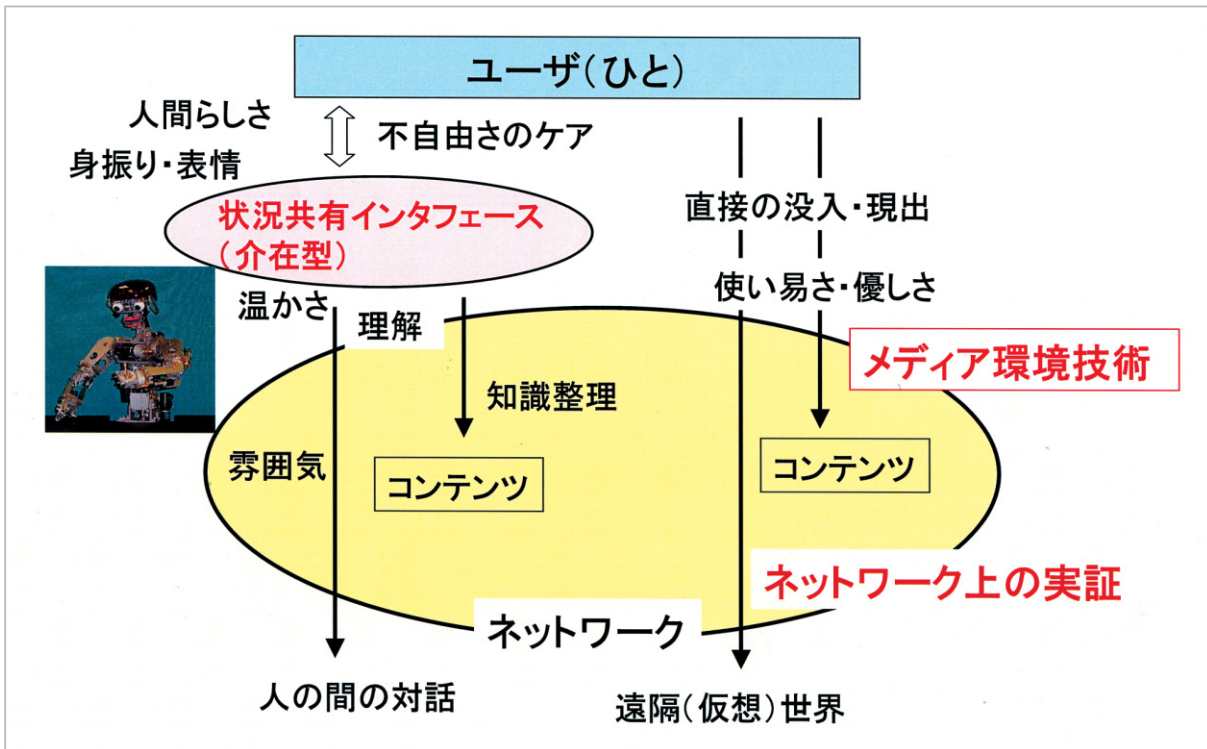 ユーザ(ひと)
人間らしさ
不自由さのケア
身振り・表情
直接の没入・現出
状況共有インタフェース
(介在型)
使い易さ・優しさ
温かさ
理解
メディア環境技術
知識整理
雰囲気
コンテンツ
コンテンツ
ネットワーク上の実証
ネットワーク
人の間の対話
遠隔(仮想)世界